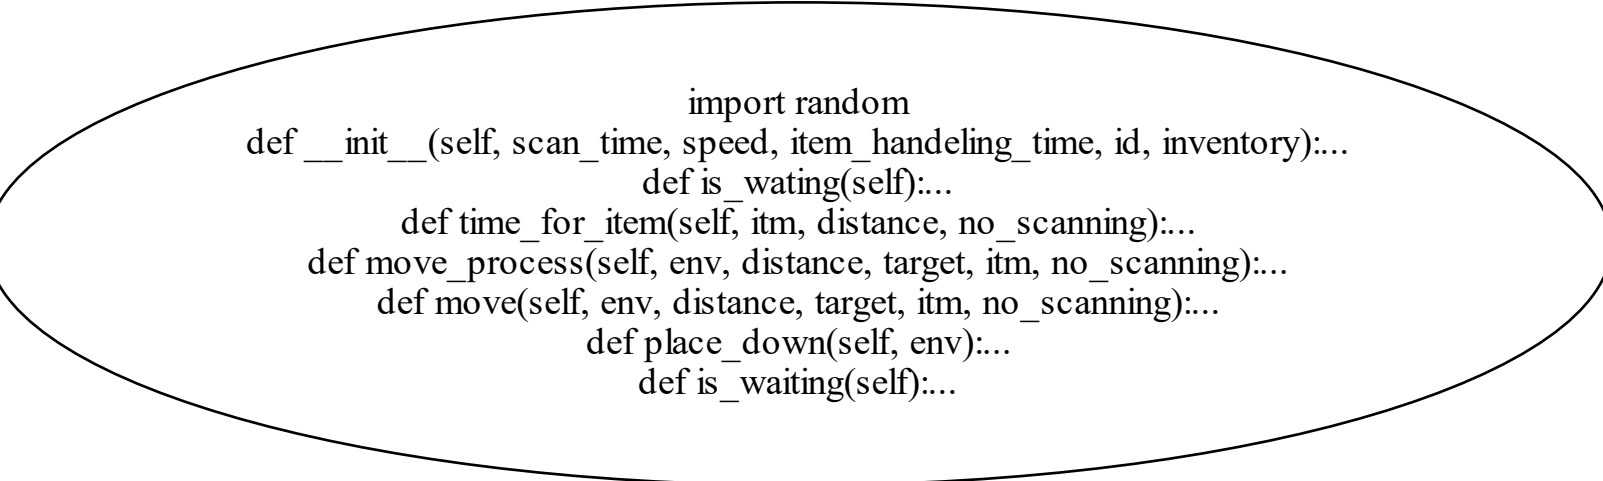 import random
def __init__(self, scan_time, speed, item_handeling_time, id, inventory):...
def is_wating(self):...
def time_for_item(self, itm, distance, no_scanning):...
def move_process(self, env, distance, target, itm, no_scanning):...
def move(self, env, distance, target, itm, no_scanning):...
def place_down(self, env):...
def is_waiting(self):...